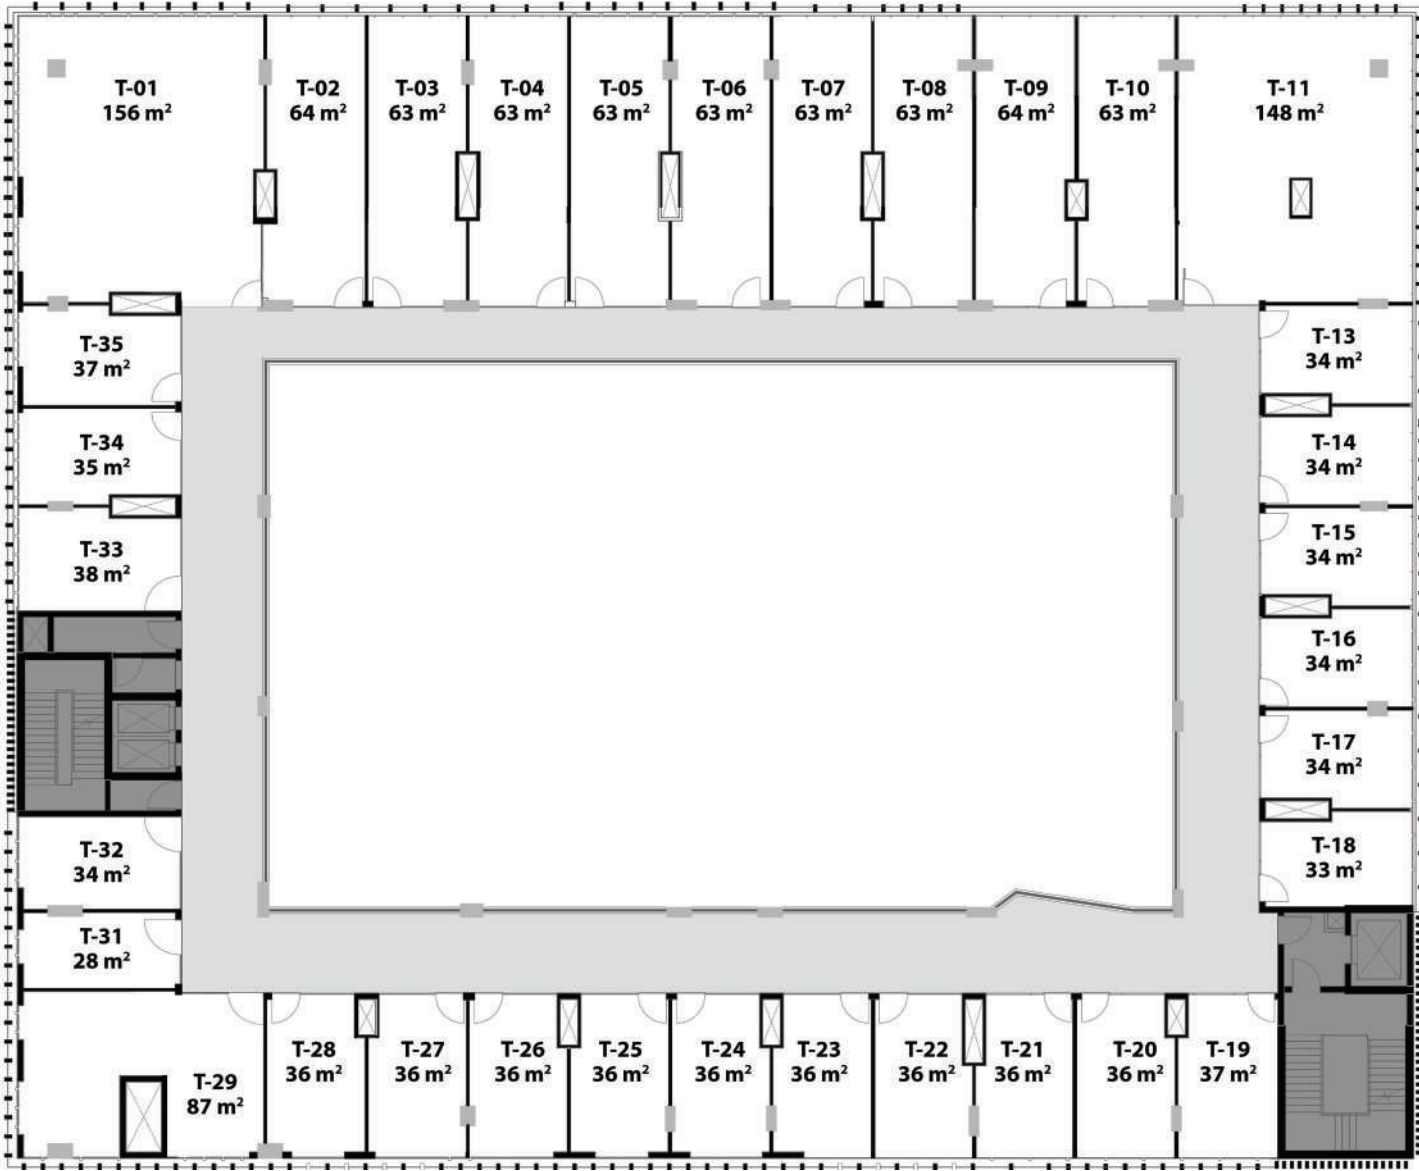 T-01
156 m²
T-02
64 m²
T-03
63 m²
T-04
63 m²
T-05
63 m²
T-06
63 m²
T-07
63 m²
T-08
63 m²
T-09
64 m²
T-10
63 m²
T-11
148 m²
T-35
37 m²
T-13
34 m²
T-34
35 m²
T-14
34 m²
T-33
38 m²
T-15
34 m²
T-16
34 m²
T-17
34 m²
T-32
34 m²
T-18
33 m²
T-31
28 m²
T-29
87 m²
T-28
36 m²
T-27
36 m²
T-26
36 m²
T-25
36 m²
T-24
36 m²
T-23
36 m²
T-22
36 m²
T-21
36 m²
T-20
36 m²
T-19
37 m²